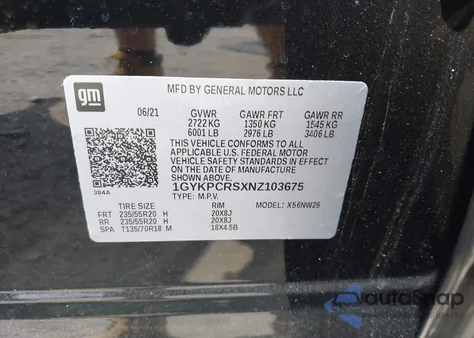 gm
MFD BY GENERAL MOTORS LLC
06/21 GVWR GAWR FRT GAWR RR
2722 KG 1350 KG 1545 KG
6001 LB 2976 LB 3406 LB
THIS VEHICLE CONFORMS TO ALL
APPLICABLE U.S. FEDERAL MOTOR
VEHICLE SAFETY STANDARDS IN EFFECT
ON THE DATE OF MANUFACTURE SHOWN
ABOVE.
384A
1GYKPCRSXNZ103675
TYPE: M.P.V. MODEL: X56NW26
TIRE SIZE RIM
FRT 235/55R20 H 20X8J
RR 235/55R20 H 20X8J
SPA T135/70R18 M 18X4.5B
autoSnap